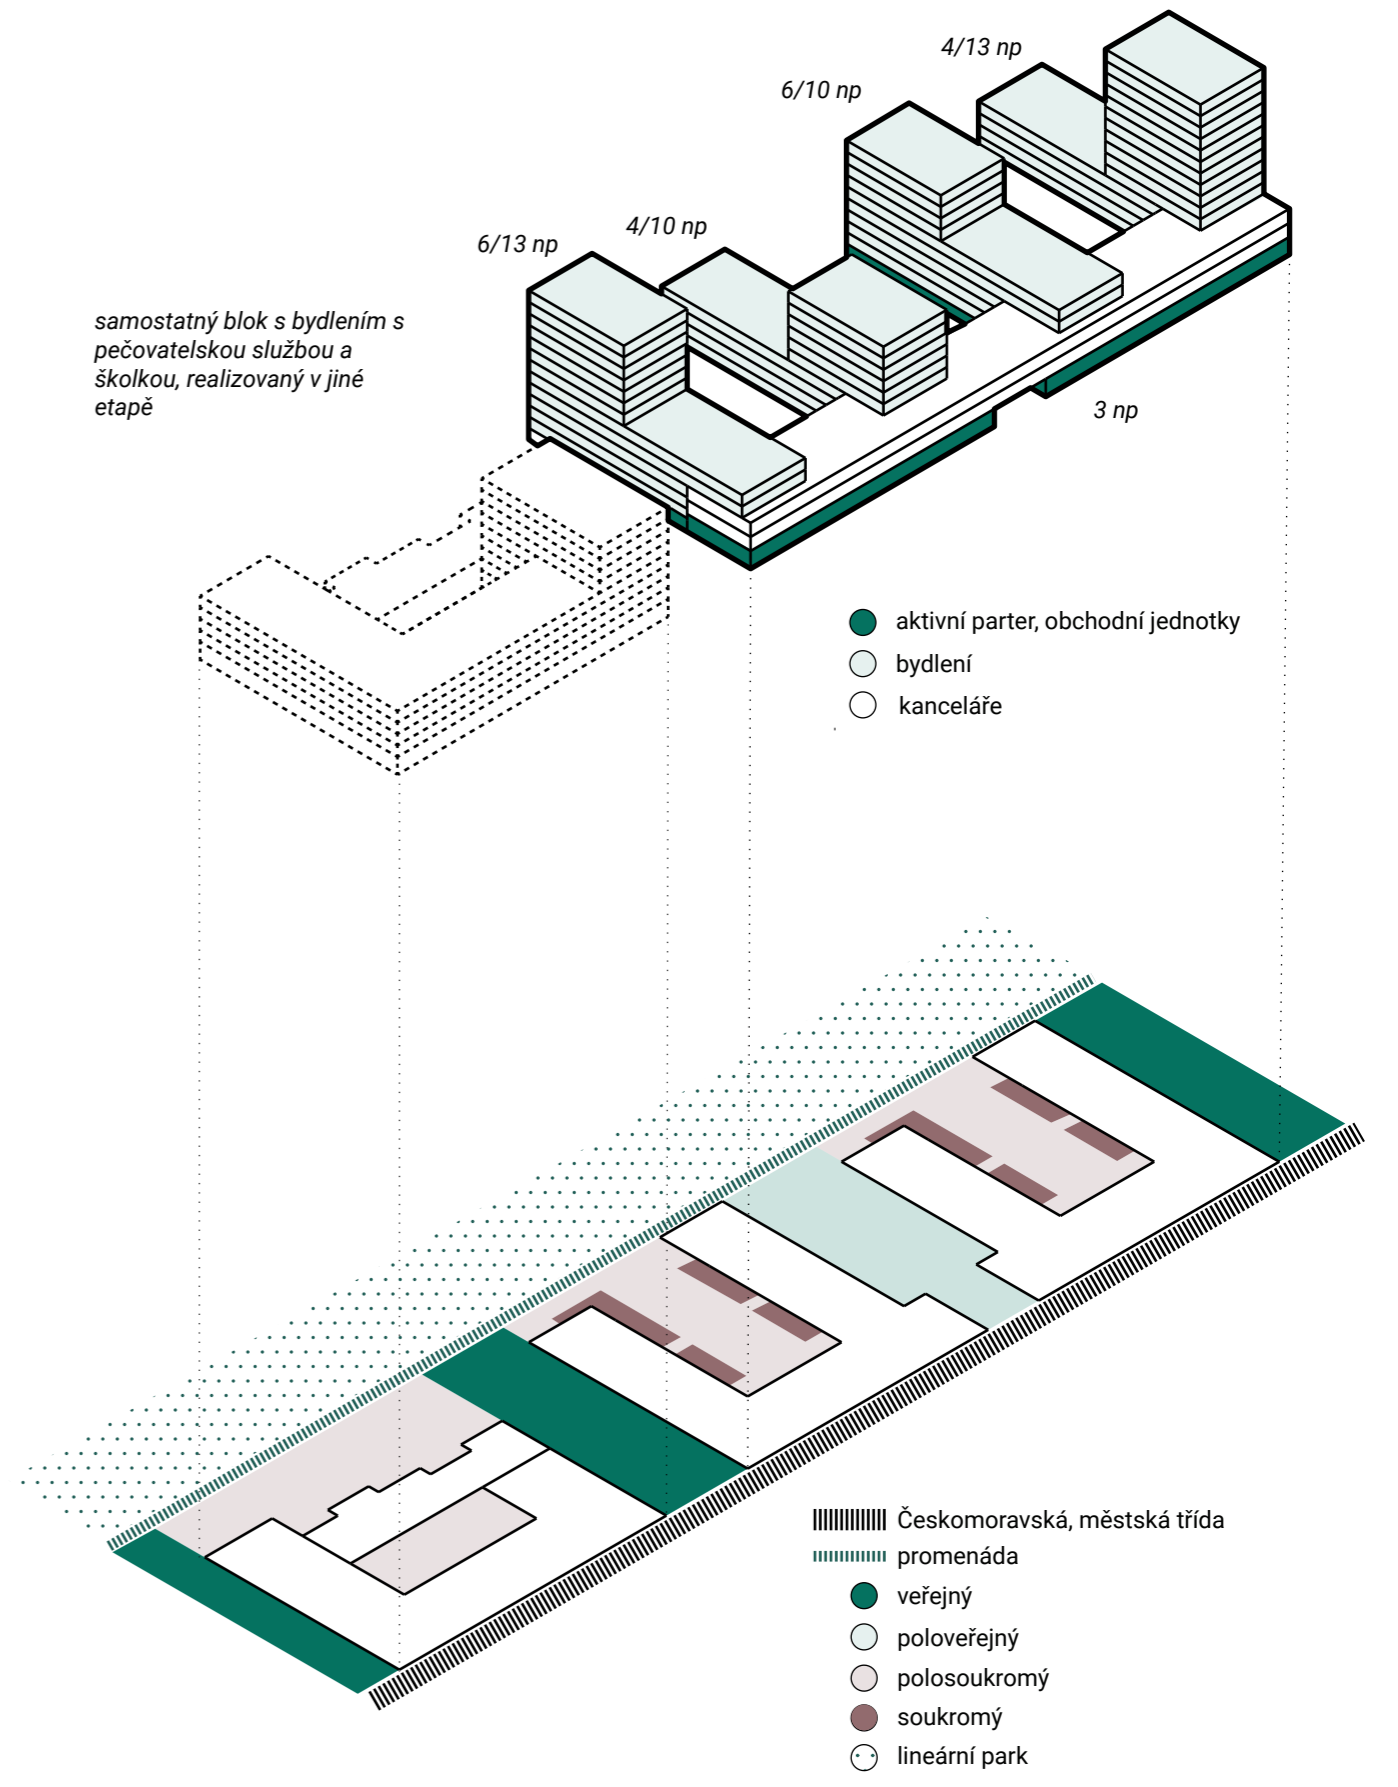 4/13 np
6/10 np
4/10 np
6/13 np
samostatný blok s bydlením s
pečovatelskou službou a
školkou, realizovaný v jiné
etapě
3 np
aktivní parter, obchodní jednotky
bydlení
kanceláře
Českomoravská, městská třída
promenáda
veřejný
poloveřejný
polosoukromý
soukromý
lineární park